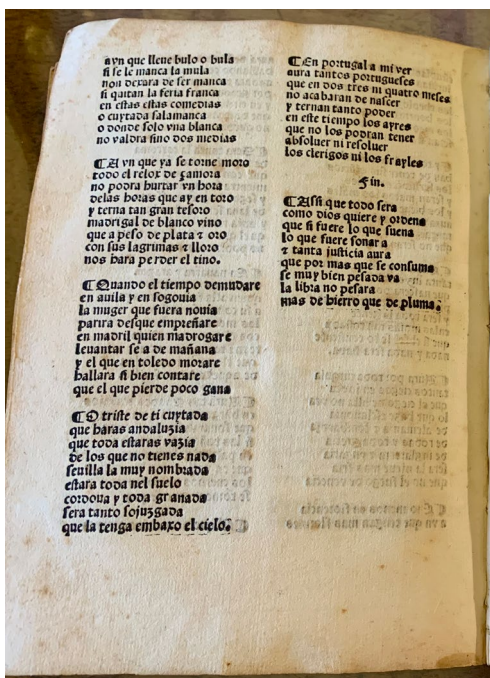 avn que lleue bulo o bula
si se le manca la mula
non dexara de ser manca
si quitan la feria franca
en estas estas comedias
o cuytada salamanca
o donde solo vna blanca
no valdra sino dos medias
¶ A vn que ya se torne moro
todo el relox de çamora
no podra hurtar vn hora
delas horas que ay en toro
y terna tan gran tesoro
madrigal de blanco vino
que a peso de plata ⁊ oro
con sus lagrimas ⁊ lloro
nos hara perder el tino.
¶ Quando el tiempo demudare
en auila y en segouia
la muger que fuera nouia
parira desque empreñare
en madrid quien madrogare
leuantar se a de mañana
y el que en toledo morare
hallara si bien contare
que el que pierde poco gana
¶ O triste de ti cuytada
que haras andaluzia
que toda estaras vazia
de los que no tienes nada
seuilla la muy nombrada
estara toda nel suelo
cordoua y toda granada
sera tanto sojuzgada
que la tenga embaxo el cielo.
¶ En portugal a mi ver
aura tantos portugueses
que en dos tres ni quatro meses
no acabaran de nascer
y ternan tanto poder
en este tiempo los ayres
que no los podran tener
absoluer ni resoluer
los clerigos ni los frayles
Fin.
¶ Assi que todo sera
como dios quiere y ordena
que si fuere lo que suena
lo que fuere sonara
⁊ tanta justicia aura
que por mas que se consuma
se muy bien pesada va
la libra no pesara
mas de hierro que de pluma.